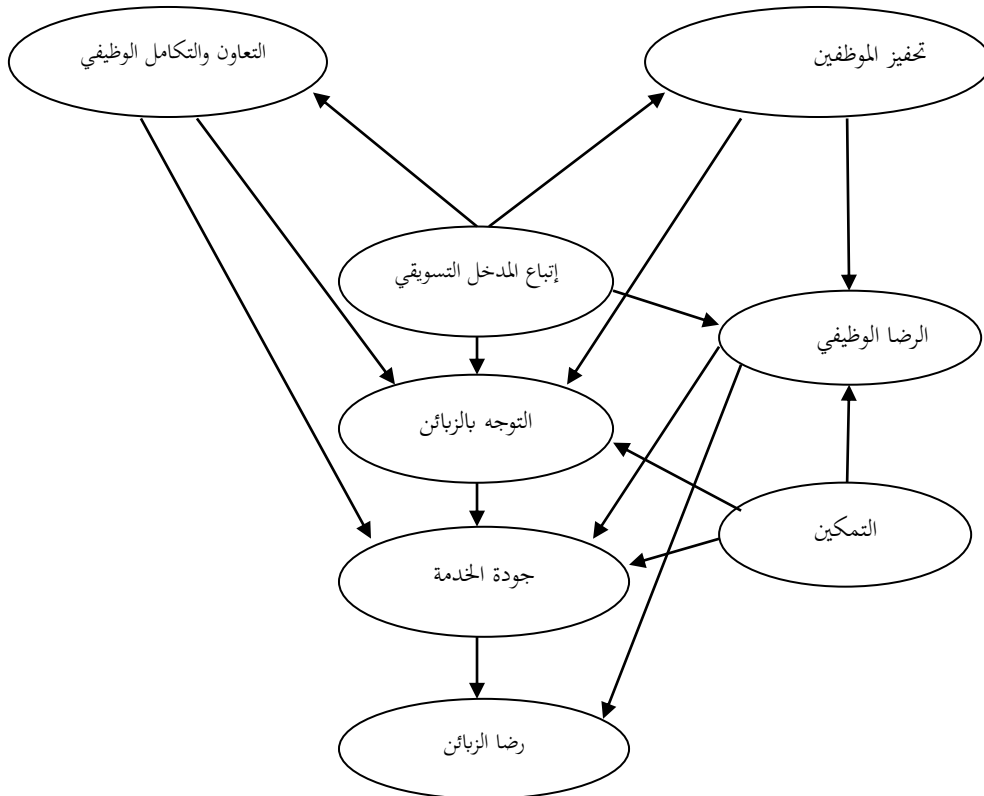 تحفيز الموظفين
التعاون والتكامل الوظيفي
إتباع المدخل التسويقي
الرضا الوظيفي
التوجه بالزبائن
التمكين
جودة الخدمة
رضا الزبائن